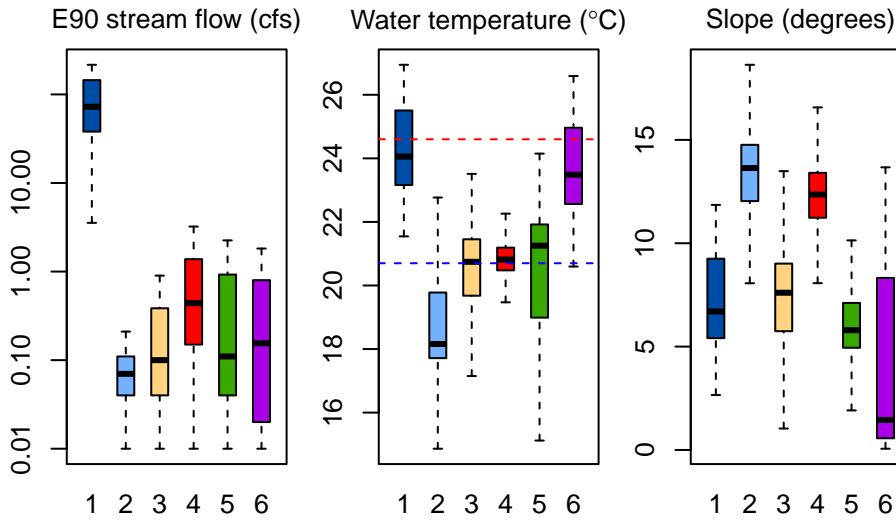 E90 stream flow (cfs)
10.00
1.00
0.10
0.01
1 2 3 4 5 6
Water temperature (°C)
26
24
22
20
18
16
1 2 3 4 5 6
Slope (degrees)
15
10
5
0
1 2 3 4 5 6